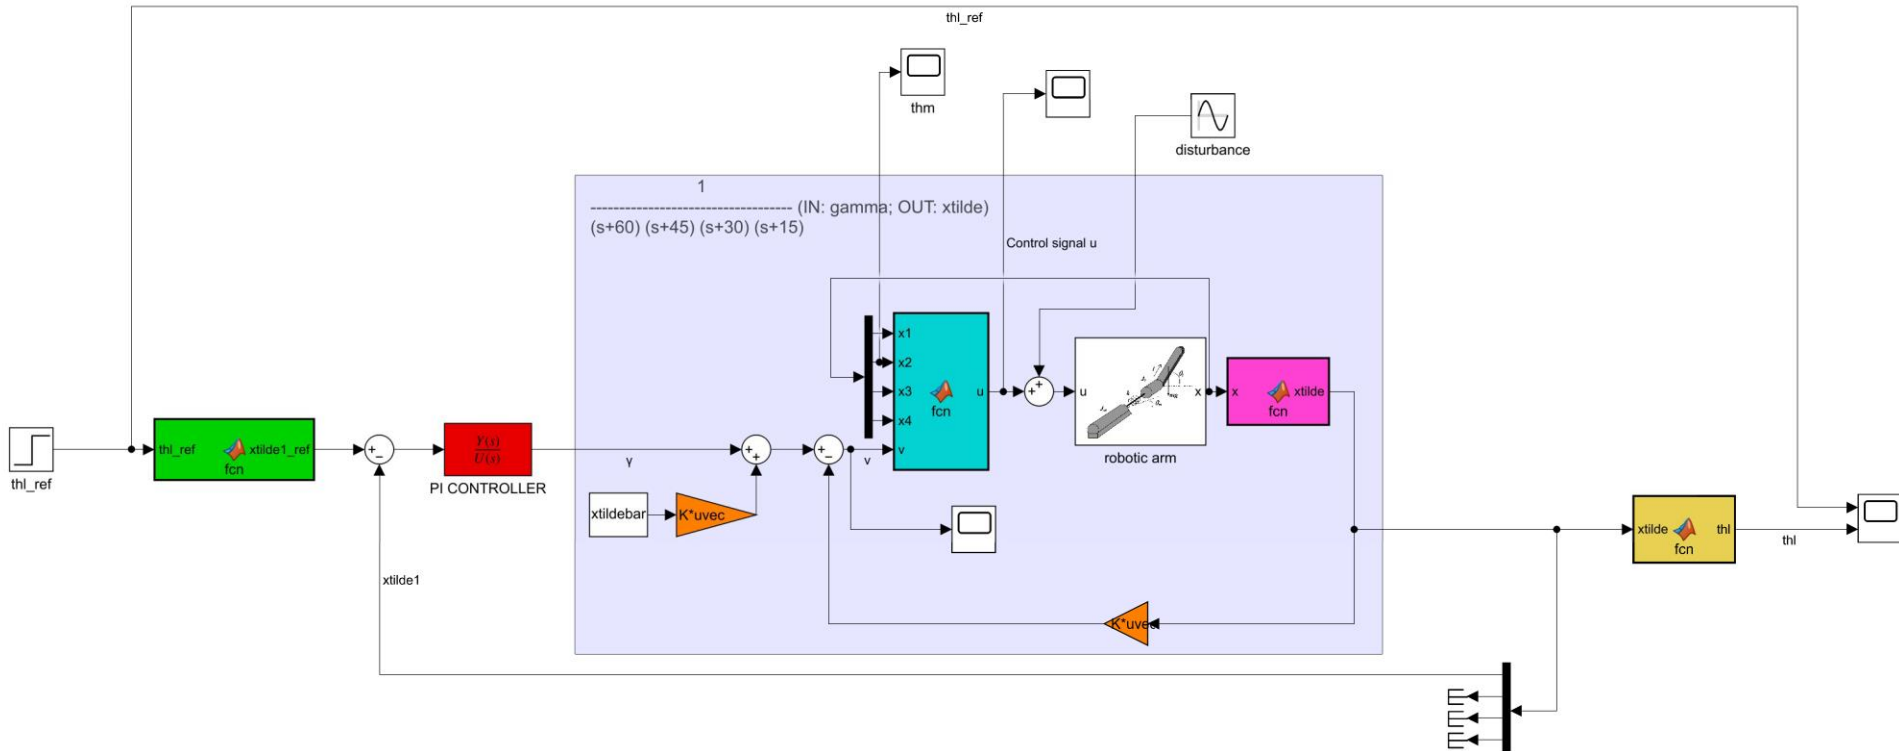 thl_ref
thm
disturbance
1
---------------------------------- (IN: gamma; OUT: xtilde)
(s+60) (s+45) (s+30) (s+15)
Control signal u
x1
x2
x3
x4
v
u
fcn
v
u
x
robotic arm
x
xtilde
fcn
thl_ref
thl_ref
xtilde1_ref
fcn
Y(s)
U(s)
PI CONTROLLER
γ
xtildebar
K*uvec
xtilde
thl
fcn
thl
xtilde1
K*uvec